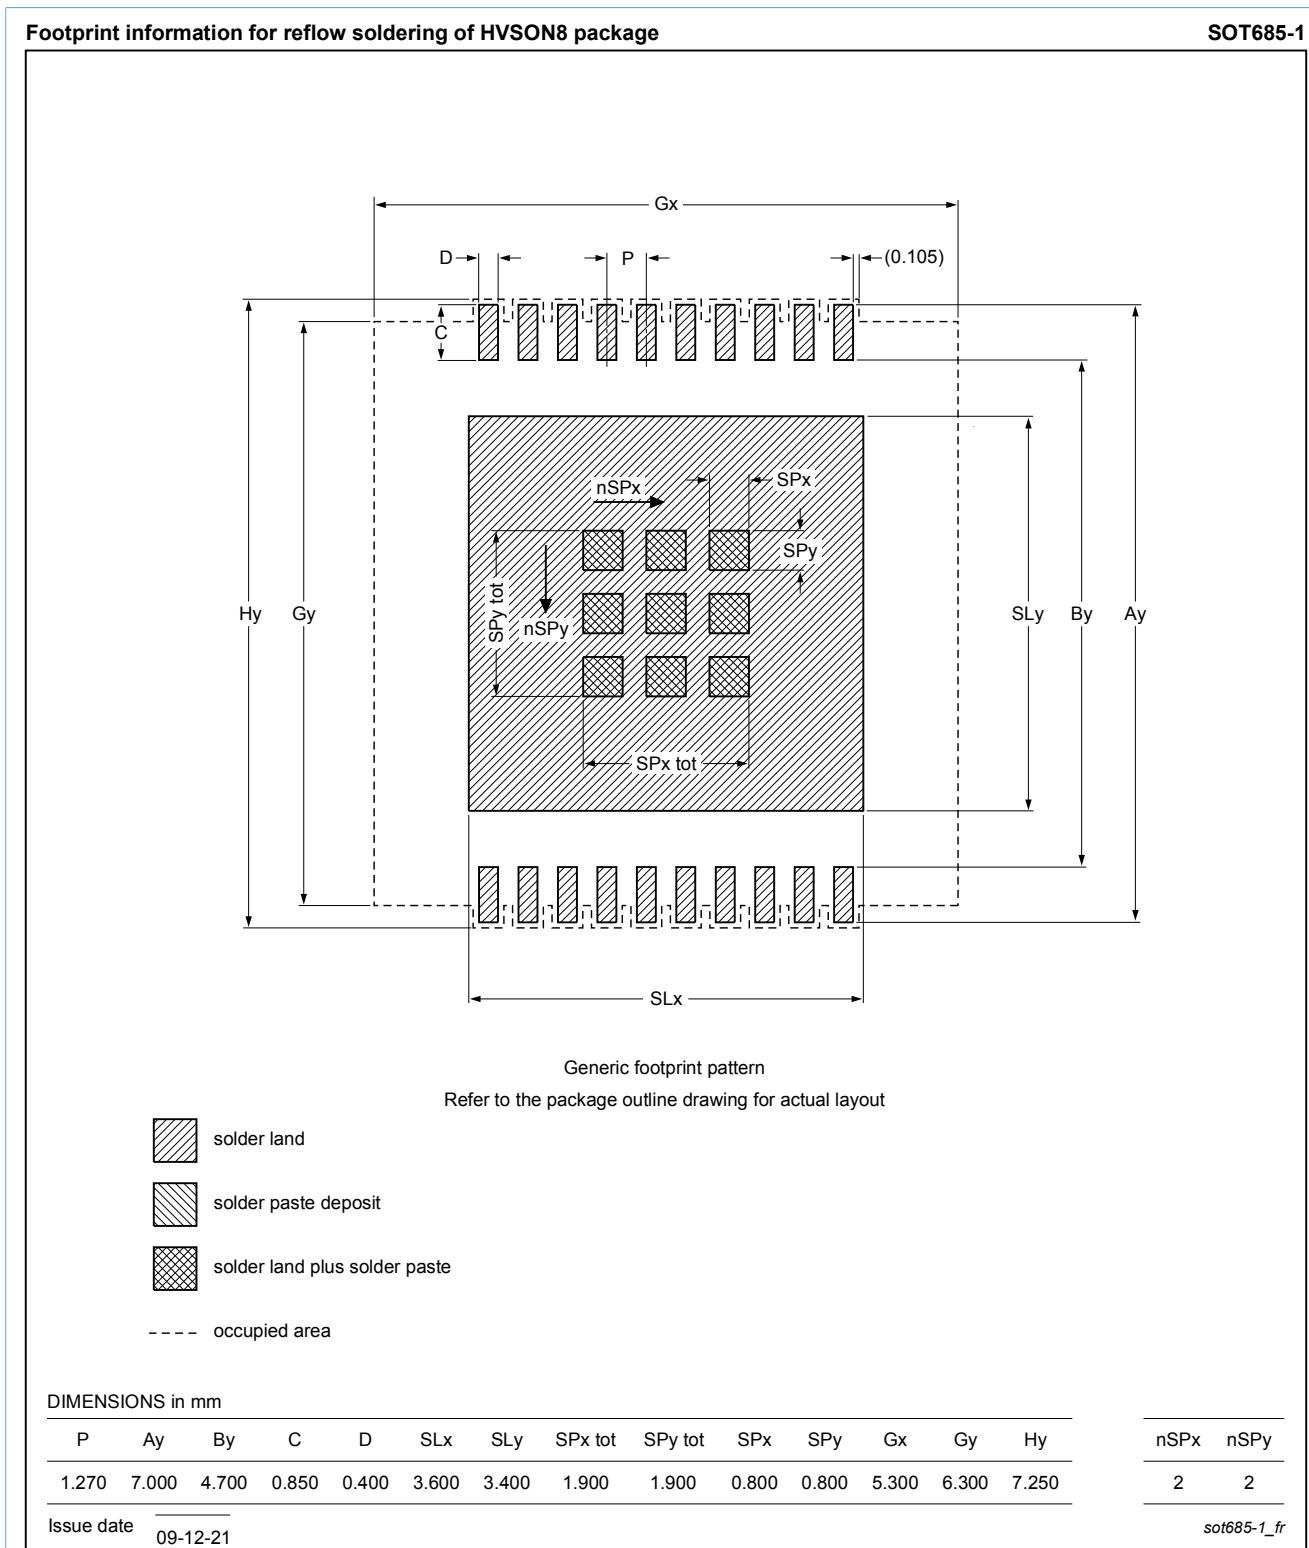 Footprint information for reflow soldering of HVSON8 package SOT685-1
Gx
D P (0.105)
C
nSPx SPx
SPy
SPy tot
nSPy
Hy Gy SLy By Ay
SPx tot
SLx
Generic footprint pattern
Refer to the package outline drawing for actual layout
solder land
solder paste deposit
solder land plus solder paste
occupied area
DIMENSIONS in mm
P Ay By C D SLx SLy SPx tot SPy tot SPx SPy Gx Gy Hy nSPx nSPy
1.270 7.000 4.700 0.850 0.400 3.600 3.400 1.900 1.900 0.800 0.800 5.300 6.300 7.250 2 2
Issue date 09-12-21 sot685-1_fr